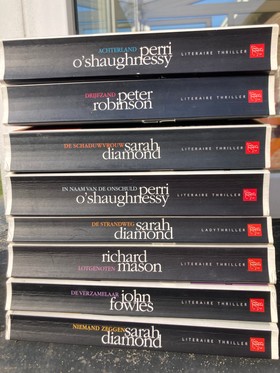 ACHTERLAND perri o'shaughnessy LITERAIRE THRILLER
DRIJFZAND peter robinson LITERAIRE THRILLER
DE SCHADUWVROUW sarah diamond LITERAIRE THRILLER
IN NAAM VAN DE ONSCHULD perri o'shaughnessy LITERAIRE THRILLER
DE STRANDWEG sarah diamond LADYTHRILLER
richard LOTGENOTEN mason LITERAIRE THRILLER
DE VERZAMELAAR john fowles LITERAIRE THRILLER
NIEMAND ZEGGEN sarah diamond LITERAIRE THRILLER